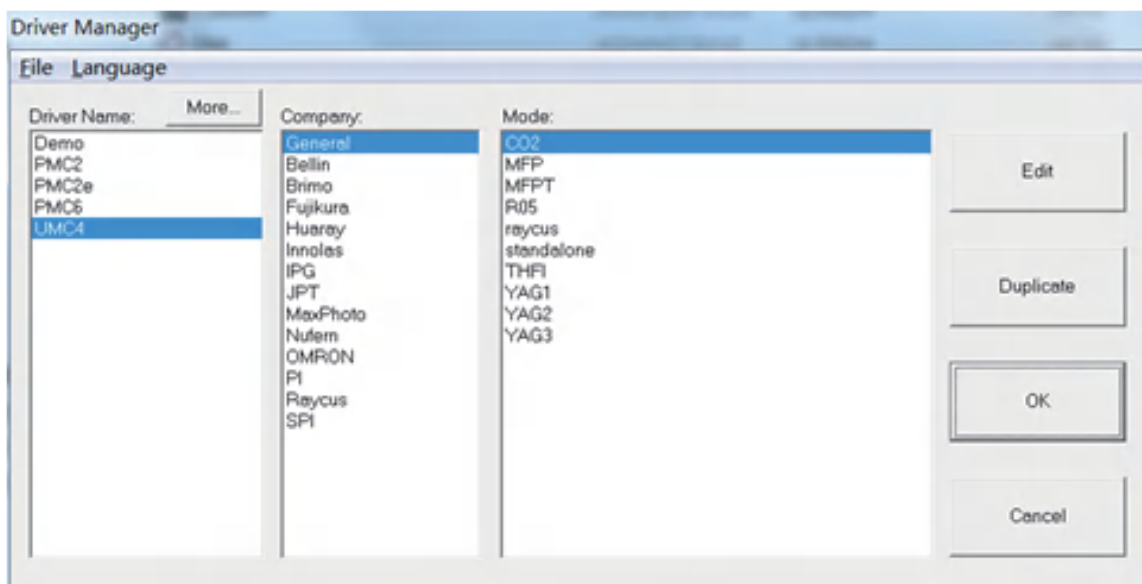 Driver Manager
File Language
Driver Name:
More...
Demo
PMC2
PMC2e
PMC6
UMC4
Company:
General
Bellin
Brimo
Fujikura
Huaray
Innolas
IPG
JPT
MaxPhoto
Nufern
OMRON
PI
Raycus
SPI
Mode:
CO2
MFP
MFPT
R05
raycus
standalone
THFI
YAG1
YAG2
YAG3
Edit
Duplicate
OK
Cancel